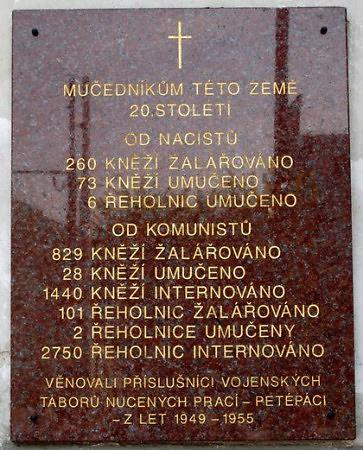 MUČEDNÍKŮM TÉTO ZEMĚ
20.STOLETÍ
OD NACISTŮ
260 KNĚŽÍ ŽALAŘOVÁNO
73 KNĚŽÍ UMUČENO
6 ŘEHOLNIC UMUČENO
OD KOMUNISTŮ
829 KNĚŽÍ ŽALÁŘOVÁNO
28 KNĚŽÍ UMUČENO
1440 KNĚŽÍ INTERNOVÁNO
101 ŘEHOLNIC ŽALÁŘOVÁNO
2 ŘEHOLNICE UMUČENY
2750 ŘEHOLNIC INTERNOVÁNO
VĚNOVALI PŘÍSLUŠNÍCI VOJENSKÝCH
TÁBORŮ NUCENÝCH PRACÍ – PETÉPÁCI
– Z LET 1949 – 1955